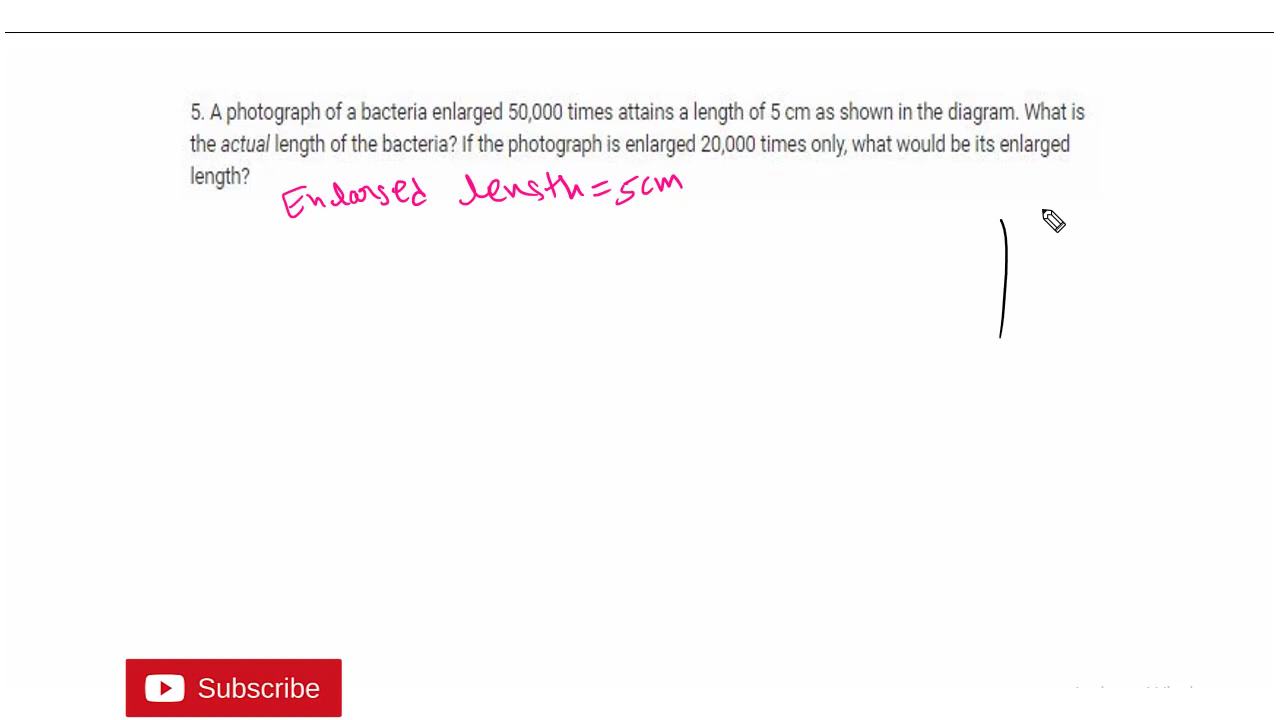 5. A photograph of a bacteria enlarged 50,000 times attains a length of 5 cm as shown in the diagram. What is
the actual length of the bacteria? If the photograph is enlarged 20,000 times only, what would be its enlarged
length?
Enlarged length = 5cm
Subscribe